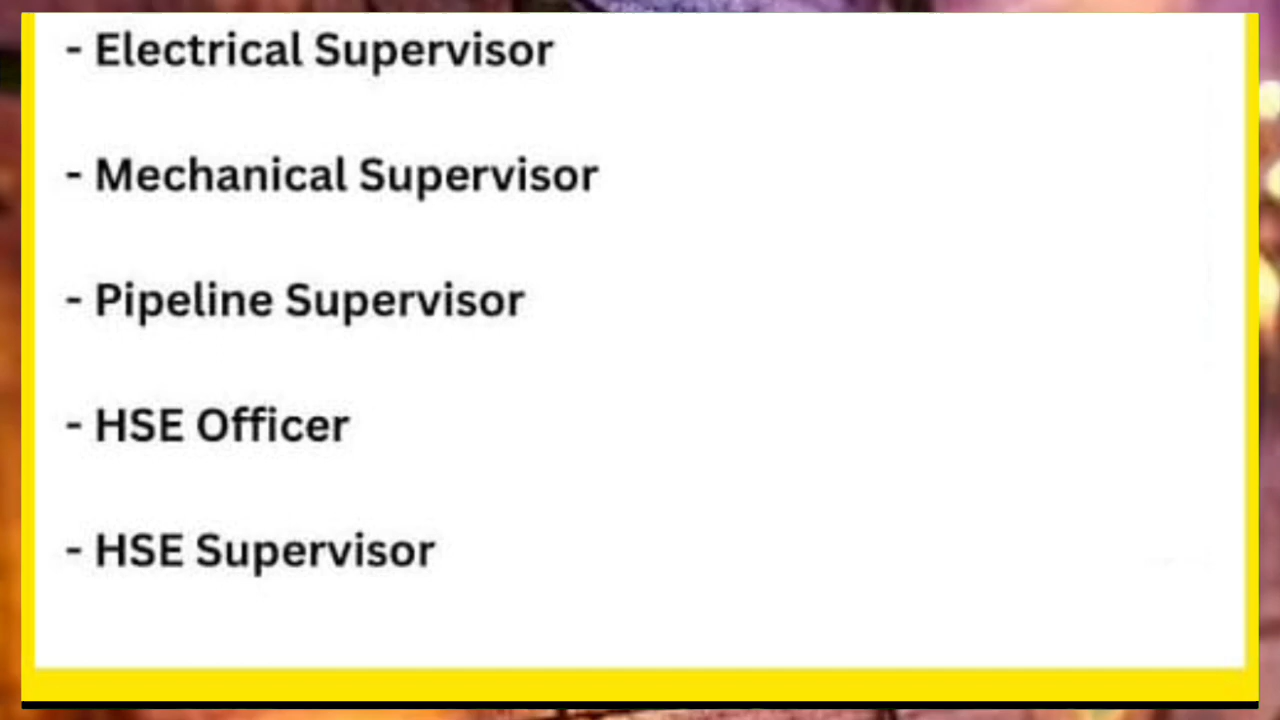 - Electrical Supervisor
- Mechanical Supervisor
- Pipeline Supervisor
- HSE Officer
- HSE Supervisor